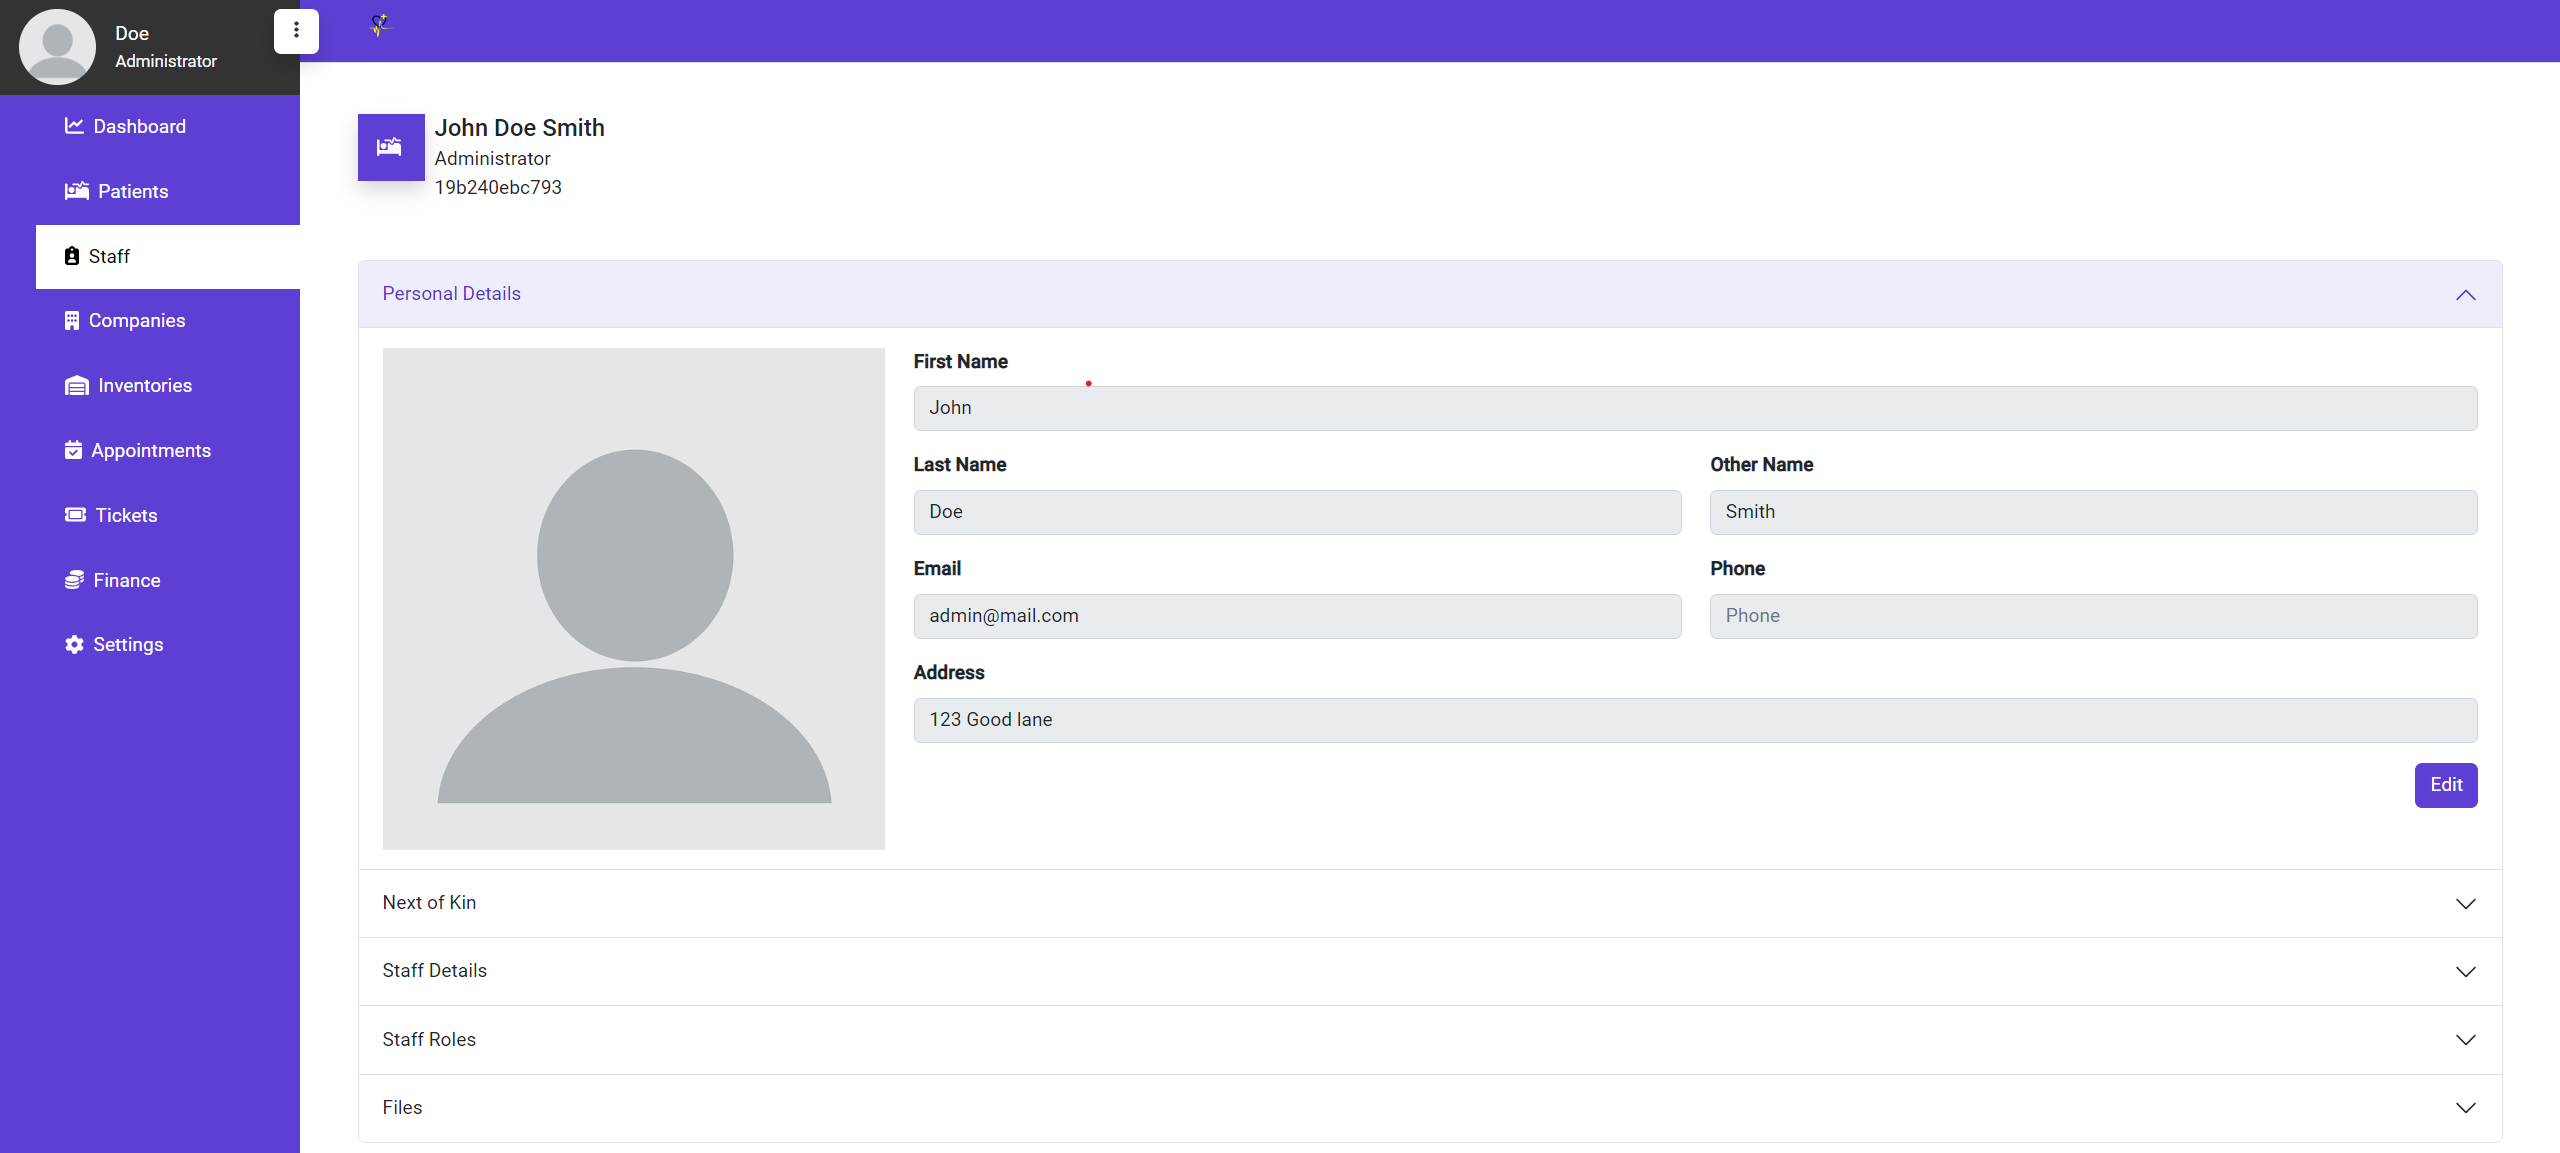 Doe
Administrator
Dashboard
Patients
Staff
Companies
Inventories
Appointments
Tickets
Finance
Settings
John Doe Smith
Administrator
19b240ebc793
Personal Details
First Name
John
Last Name
Other Name
Doe
Smith
Email
Phone
admin@mail.com
Phone
Address
123 Good lane
Edit
Next of Kin
Staff Details
Staff Roles
Files